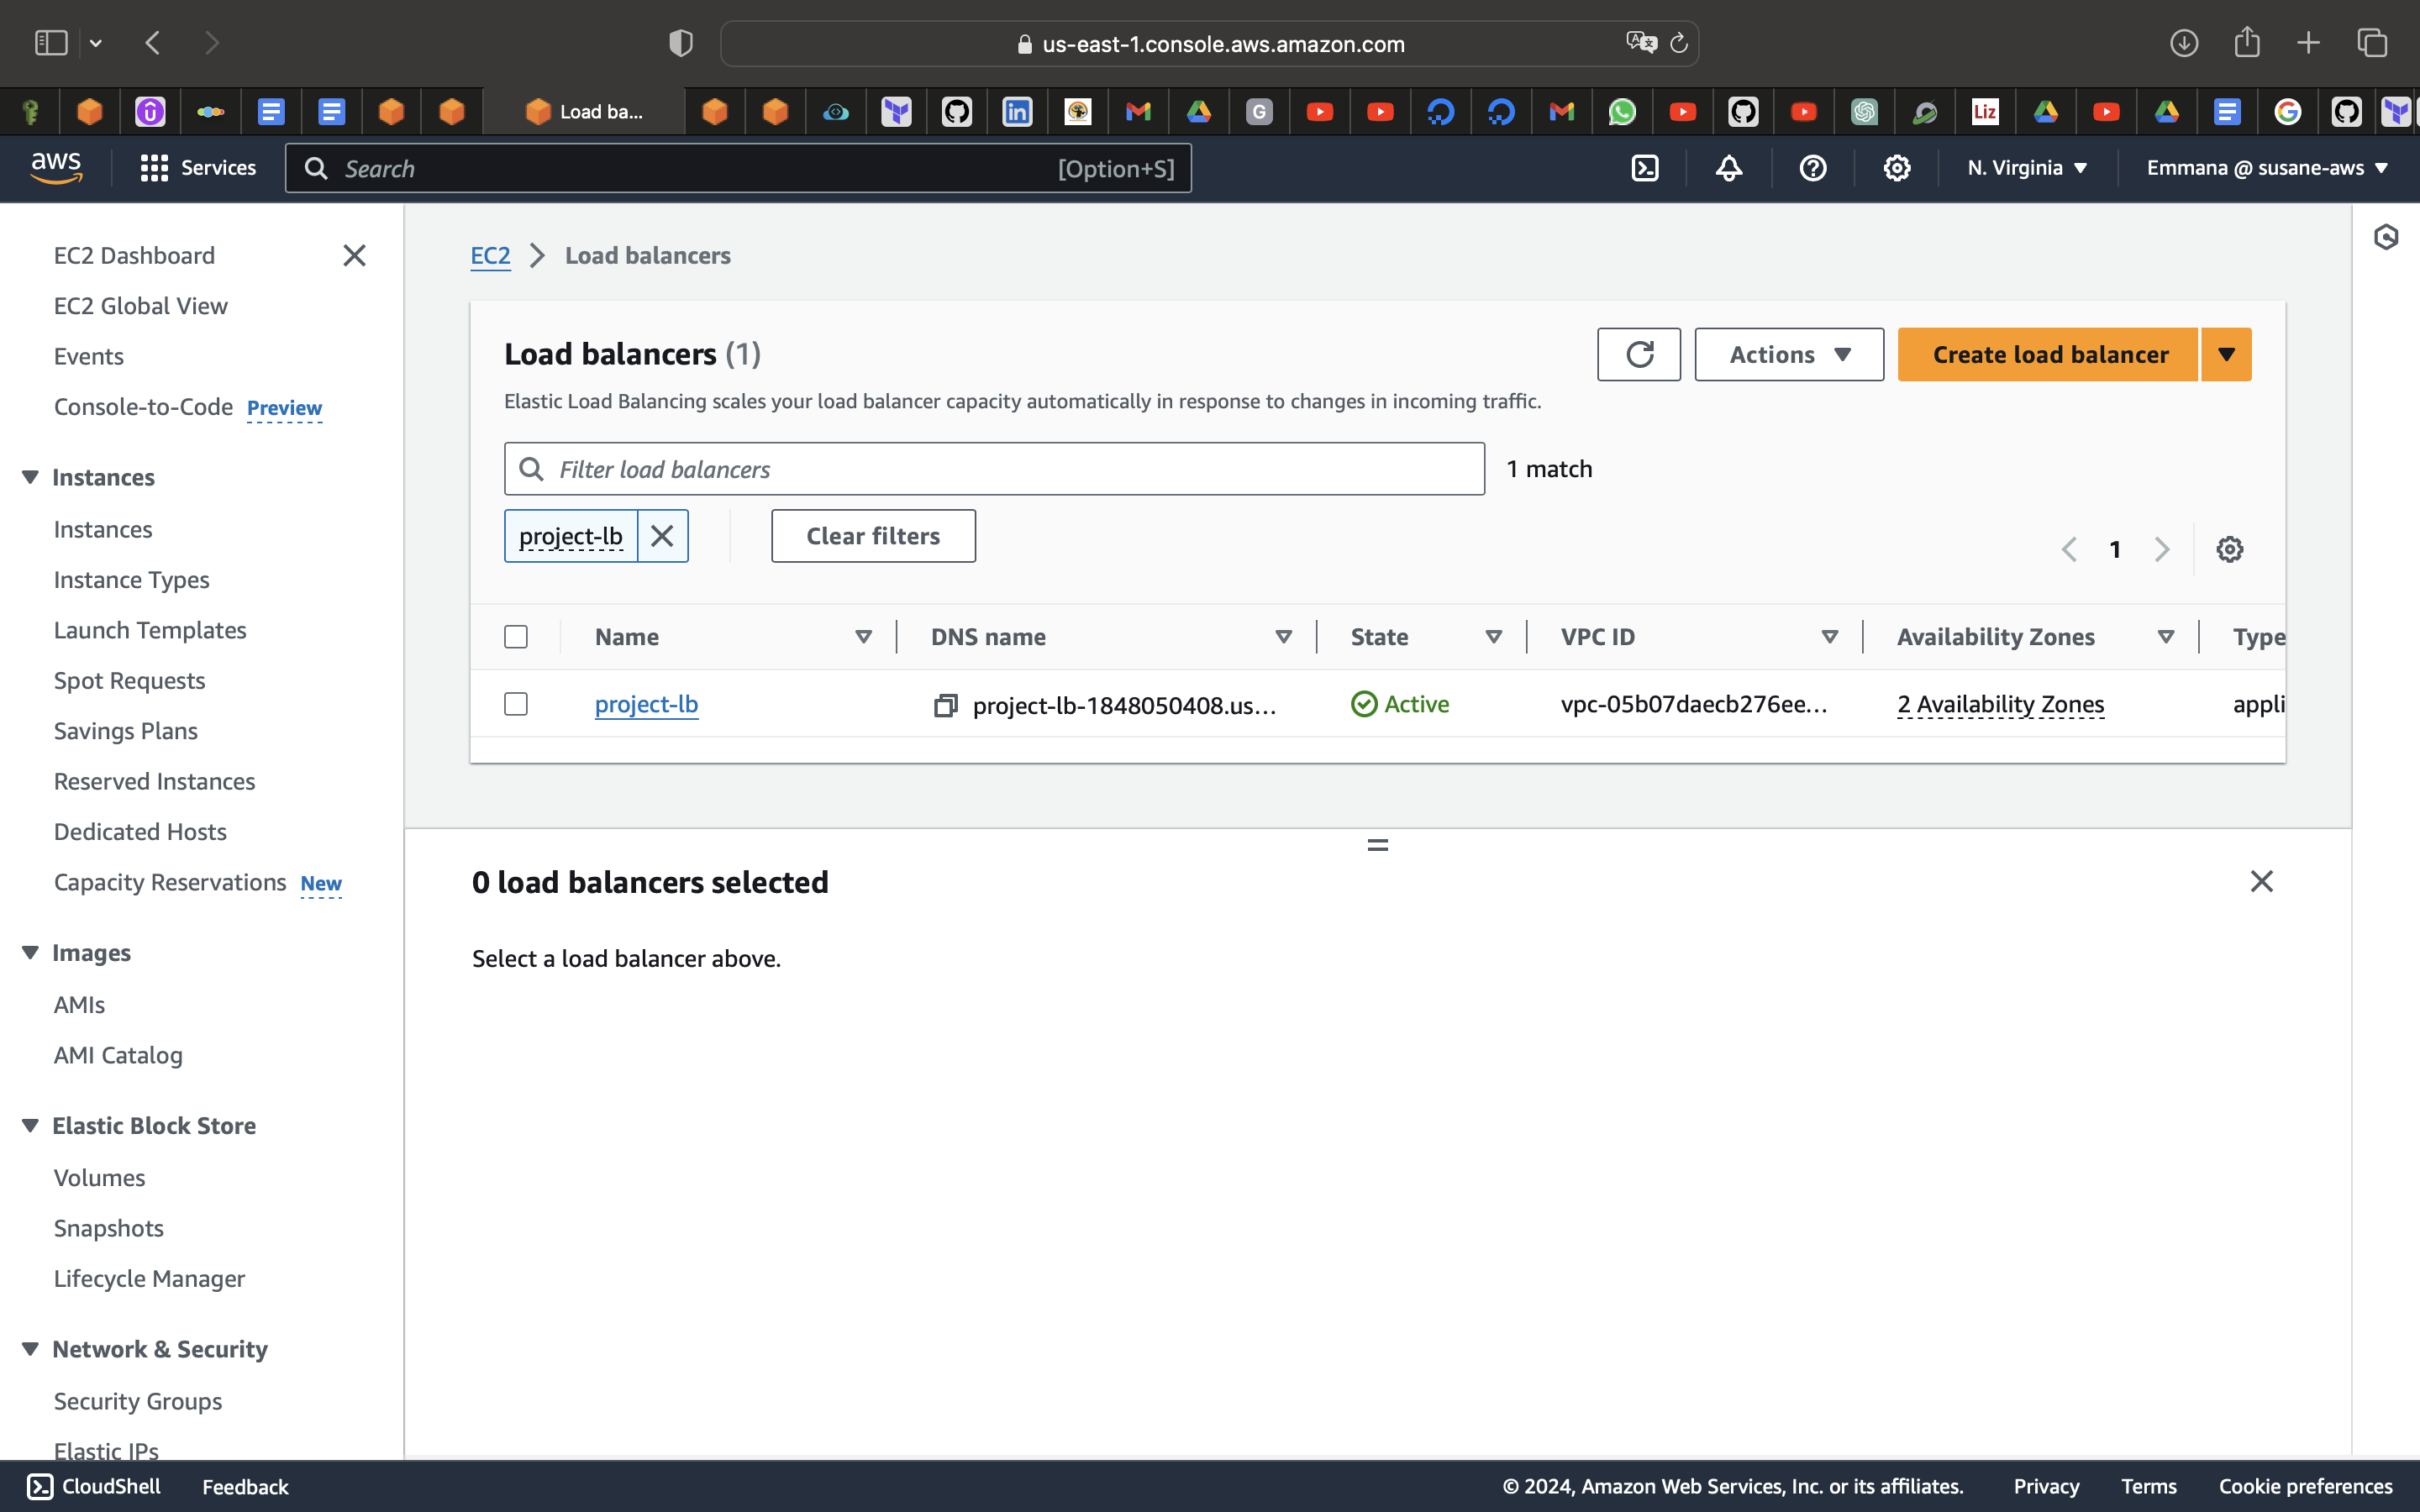 us-east-1.console.aws.amazon.com
Load ba...
G
in
Liz
aws
Services
Search
[Option+S]
N. Virginia
Emmana @ susane-aws
EC2 Dashboard
EC2 Global View
Events
Console-to-Code Preview
Instances
Instances
Instance Types
Launch Templates
Spot Requests
Savings Plans
Reserved Instances
Dedicated Hosts
Capacity Reservations New
Images
AMIs
AMI Catalog
Elastic Block Store
Volumes
Snapshots
Lifecycle Manager
Network & Security
Security Groups
Elastic IPs
EC2
Load balancers
Load balancers (1)
Actions
Create load balancer
Elastic Load Balancing scales your load balancer capacity automatically in response to changes in incoming traffic.
Filter load balancers
1 match
project-lb
Clear filters
1
Name
DNS name
State
VPC ID
Availability Zones
Type
project-lb
project-lb-1848050408.us...
Active
vpc-05b07daecb276ee...
2 Availability Zones
appli
0 load balancers selected
Select a load balancer above.
CloudShell
Feedback
© 2024, Amazon Web Services, Inc. or its affiliates.
Privacy
Terms
Cookie preferences